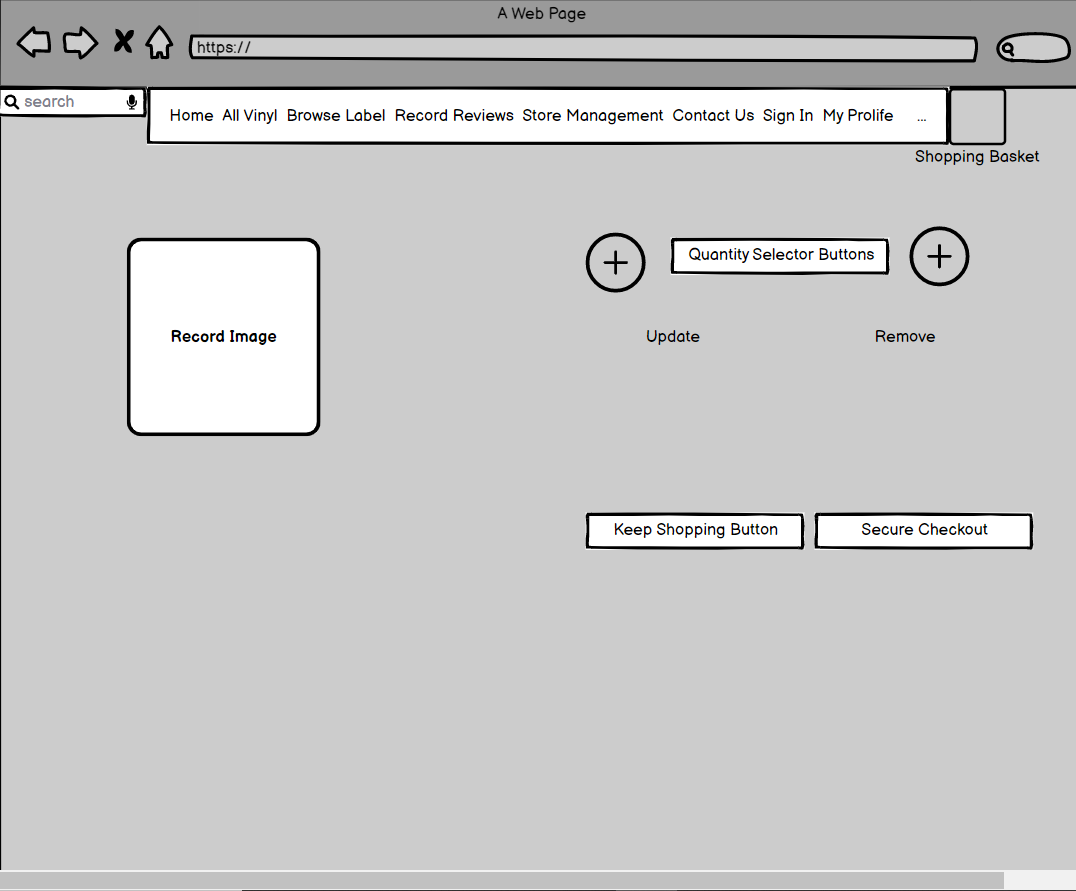 A Web Page
https://
search
Home All Vinyl Browse Label Record Reviews Store Management Contact Us Sign In My Prolife ...
Shopping Basket
Quantity Selector Buttons
Record Image
Update Remove
Keep Shopping Button Secure Checkout